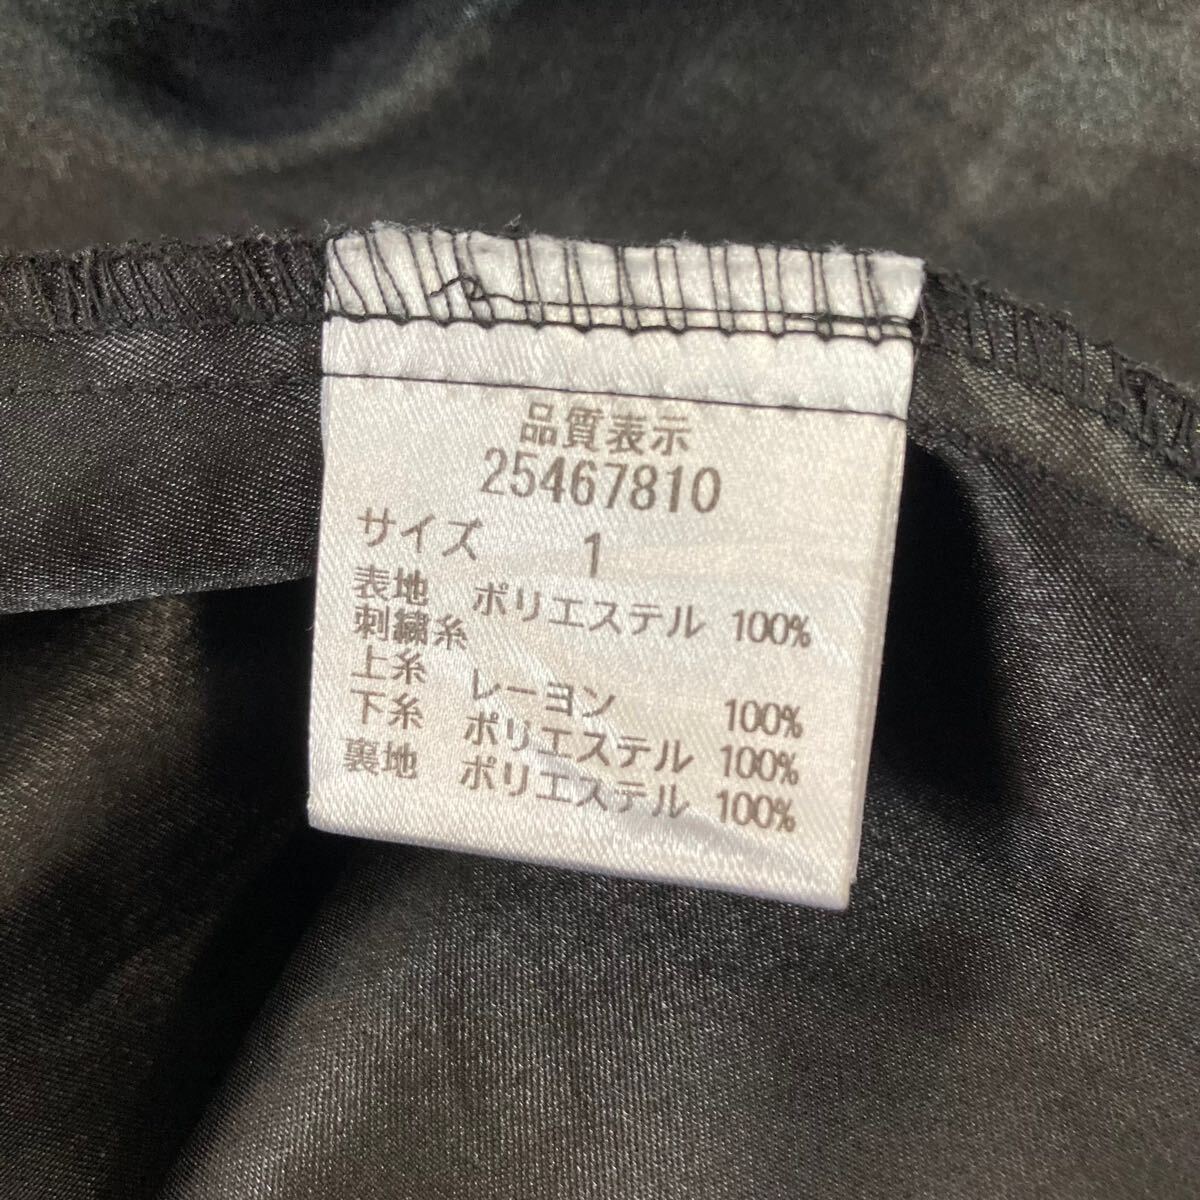 品質表示
25467810
サイズ 1
表地 ポリエステル 100%
刺繍糸
上糸 レーヨン 100%
下糸 ポリエステル 100%
裏地 ポリエステル 100%